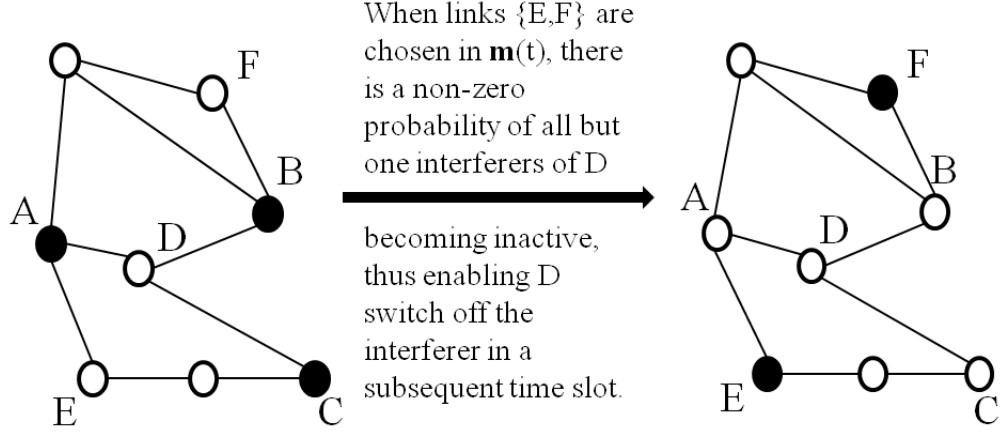 When links {E,F} are
chosen in m(t), there
is a non-zero
probability of all but
one interferers of D
becoming inactive,
thus enabling D
switch off the
interferer in a
subsequent time slot.
F
B
A
D
E
C
F
B
A
D
E
C